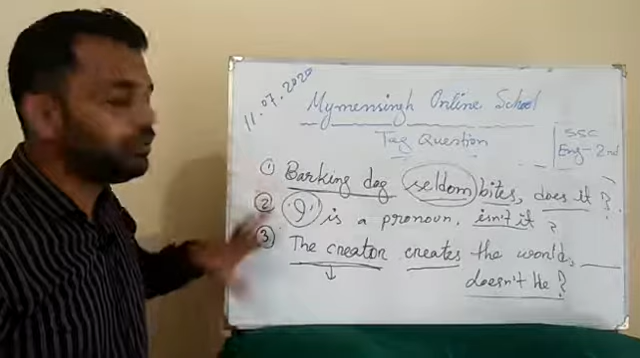 11.07.2020
Mymensingh Online School
Tag Question
SSC
Eng-2nd
① Barking dog seldom bites, does it?
② 'I' is a pronoun, isn't it?
③ The creator creates the world,
doesn't He?